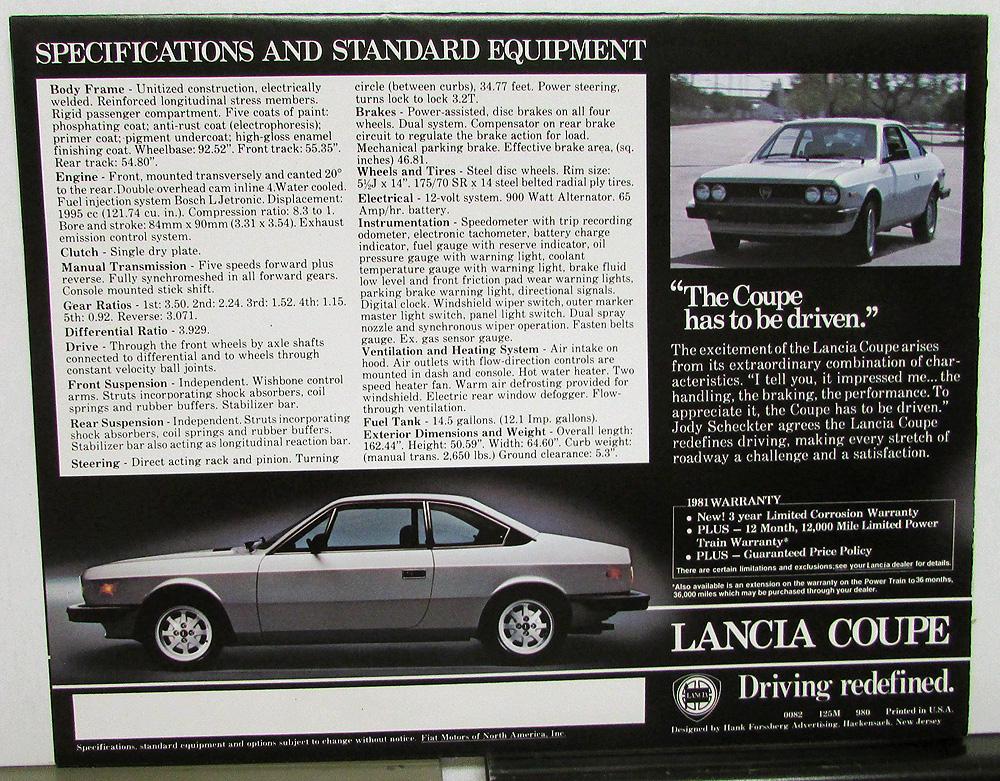 SPECIFICATIONS AND STANDARD EQUIPMENT
Body Frame - Unitized construction, electrically
welded. Reinforced longitudinal stress members.
Rigid passenger compartment. Five coats of paint:
phosphating coat; anti-rust coat (electrophoresis);
primer coat; pigment undercoat; high-gloss enamel
finishing coat. Wheelbase: 92.52". Front track: 55.35".
Rear track: 54.80".
Engine - Front, mounted transversely and canted 20°
to the rear. Double overhead cam inline 4. Water cooled.
Fuel injection system Bosch L Jetronic. Displacement:
1995 cc (121.74 cu. in.). Compression ratio: 8.3 to 1.
Bore and stroke: 84mm x 90mm (3.31 x 3.54). Exhaust
emission control system.
Clutch - Single dry plate.
Manual Transmission - Five speeds forward plus
reverse. Fully synchromeshed in all forward gears.
Console mounted stick shift.
Gear Ratios - 1st: 3.50. 2nd: 2.24. 3rd: 1.52. 4th: 1.15.
5th: 0.92. Reverse: 3.071.
Differential Ratio - 3.929.
Drive - Through the front wheels by axle shafts
connected to differential and to wheels through
constant velocity ball joints.
Front Suspension - Independent. Wishbone control
arms. Struts incorporating shock absorbers, coil
springs and rubber buffers. Stabilizer bar.
Rear Suspension - Independent. Struts incorporating
shock absorbers, coil springs and rubber buffers.
Stabilizer bar also acting as longitudinal reaction bar.
Steering - Direct acting rack and pinion. Turning
circle (between curbs), 34.77 feet. Power steering,
turns lock to lock 3.2T.
Brakes - Power-assisted, disc brakes on all four
wheels. Dual system. Compensator on rear brake
circuit to regulate the brake action for load.
Mechanical parking brake. Effective brake area, (sq.
inches) 46.81.
Wheels and Tires - Steel disc wheels. Rim size:
5½J x 14". 175/70 SR x 14 steel belted radial ply tires.
Electrical - 12-volt system. 900 Watt Alternator. 65
Amp/hr. battery.
Instrumentation - Speedometer with trip recording
odometer, electronic tachometer, battery charge
indicator, fuel gauge with reserve indicator, oil
pressure gauge with warning light, coolant
temperature gauge with warning light, brake fluid
low level and front friction pad wear warning lights,
parking brake warning light, directional signals.
Digital clock. Windshield wiper switch, outer marker
master light switch, panel light switch. Dual spray
nozzle and synchronous wiper operation. Fasten belts
gauge. Ex. gas sensor gauge.
Ventilation and Heating System - Air intake on
hood. Air outlets with flow-direction controls are
mounted in dash and console. Hot water heater. Two
speed heater fan. Warm air defrosting provided for
windshield. Electric rear window defogger. Flow-
through ventilation.
Fuel Tank - 14.5 gallons. (12.1 Imp. gallons).
Exterior Dimensions and Weight - Overall length:
162.44". Height: 50.59". Width: 64.60". Curb weight:
(manual trans. 2,650 lbs.) Ground clearance: 5.3".
"The Coupe
has to be driven."
The excitement of the Lancia Coupe arises
from its extraordinary combination of char-
acteristics. "I tell you, it impressed me...the
handling, the braking, the performance. To
appreciate it, the Coupe has to be driven."
Jody Scheckter agrees the Lancia Coupe
redefines driving, making every stretch of
roadway a challenge and a satisfaction.
1981 WARRANTY
• New! 3 year Limited Corrosion Warranty
• PLUS — 12 Month, 12,000 Mile Limited Power
Train Warranty*
• PLUS — Guaranteed Price Policy
There are certain limitations and exclusions; see your Lancia dealer for details.
*Also available is an extension on the warranty on the Power Train to 36 months,
36,000 miles which may be purchased through your dealer.
LANCIA COUPE
LANCIA
Driving redefined.
0082 125M 980 Printed in U.S.A.
Designed by Hank Forssberg Advertising, Hackensack, New Jersey
Specifications, standard equipment and options subject to change without notice. Fiat Motors of North America, Inc.